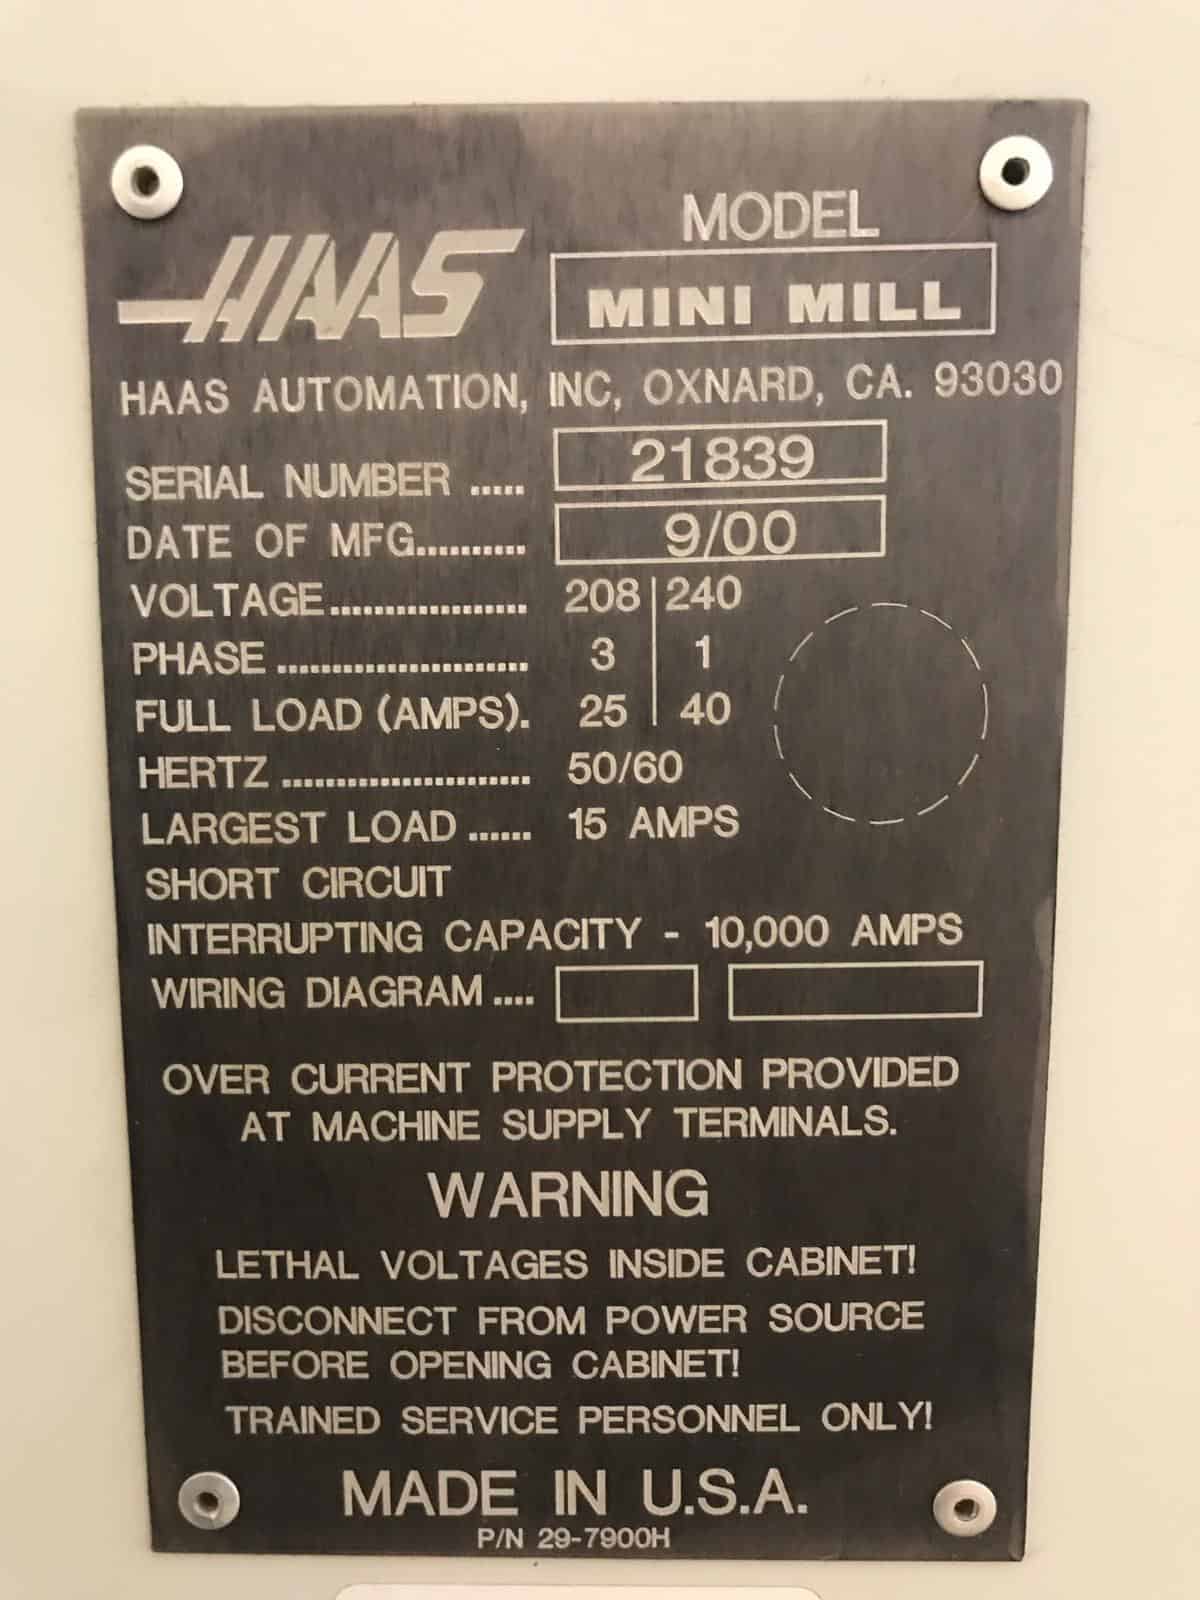 MODEL
HAAS
MINI MILL
HAAS AUTOMATION, INC, OXNARD, CA. 93030
SERIAL NUMBER ..... 21839
DATE OF MFG.......... 9/00
VOLTAGE.................. 208 | 240
PHASE ....................... 3 | 1
FULL LOAD (AMPS). 25 | 40
HERTZ ....................... 50/60
LARGEST LOAD ...... 15 AMPS
SHORT CIRCUIT
INTERRUPTING CAPACITY - 10,000 AMPS
WIRING DIAGRAM ....
OVER CURRENT PROTECTION PROVIDED
AT MACHINE SUPPLY TERMINALS.
WARNING
LETHAL VOLTAGES INSIDE CABINET!
DISCONNECT FROM POWER SOURCE
BEFORE OPENING CABINET!
TRAINED SERVICE PERSONNEL ONLY!
MADE IN U.S.A.
P/N 29-7900H